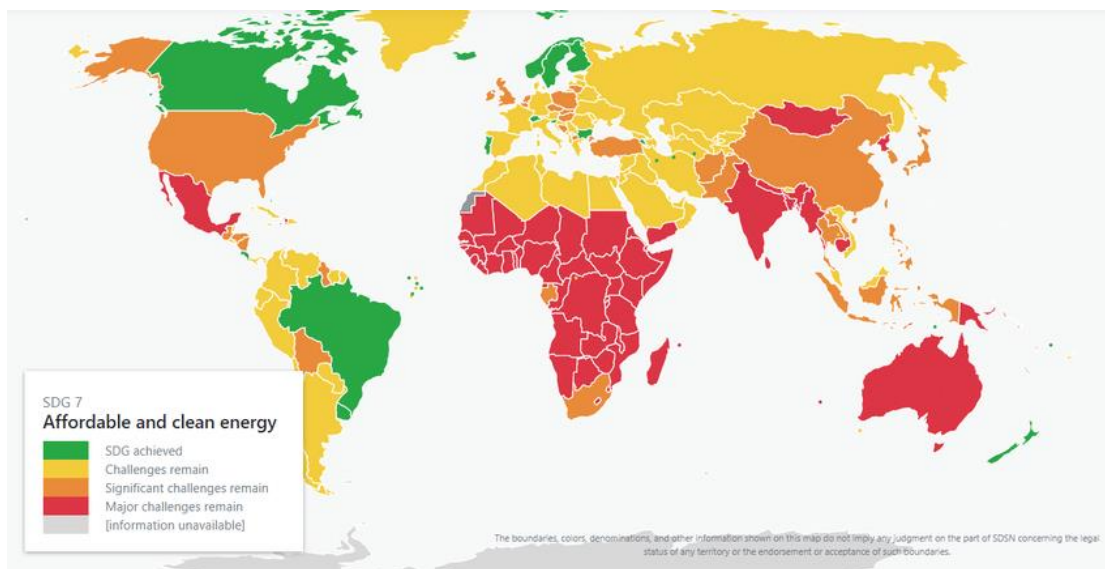 SDG 7
Affordable and clean energy
SDG achieved
Challenges remain
Significant challenges remain
Major challenges remain
[information unavailable]
The boundaries, colors, denominations, and other information shown on this map do not imply any judgment on the part of SDSN concerning the legal
status of any territory or the endorsement or acceptance of such boundaries.